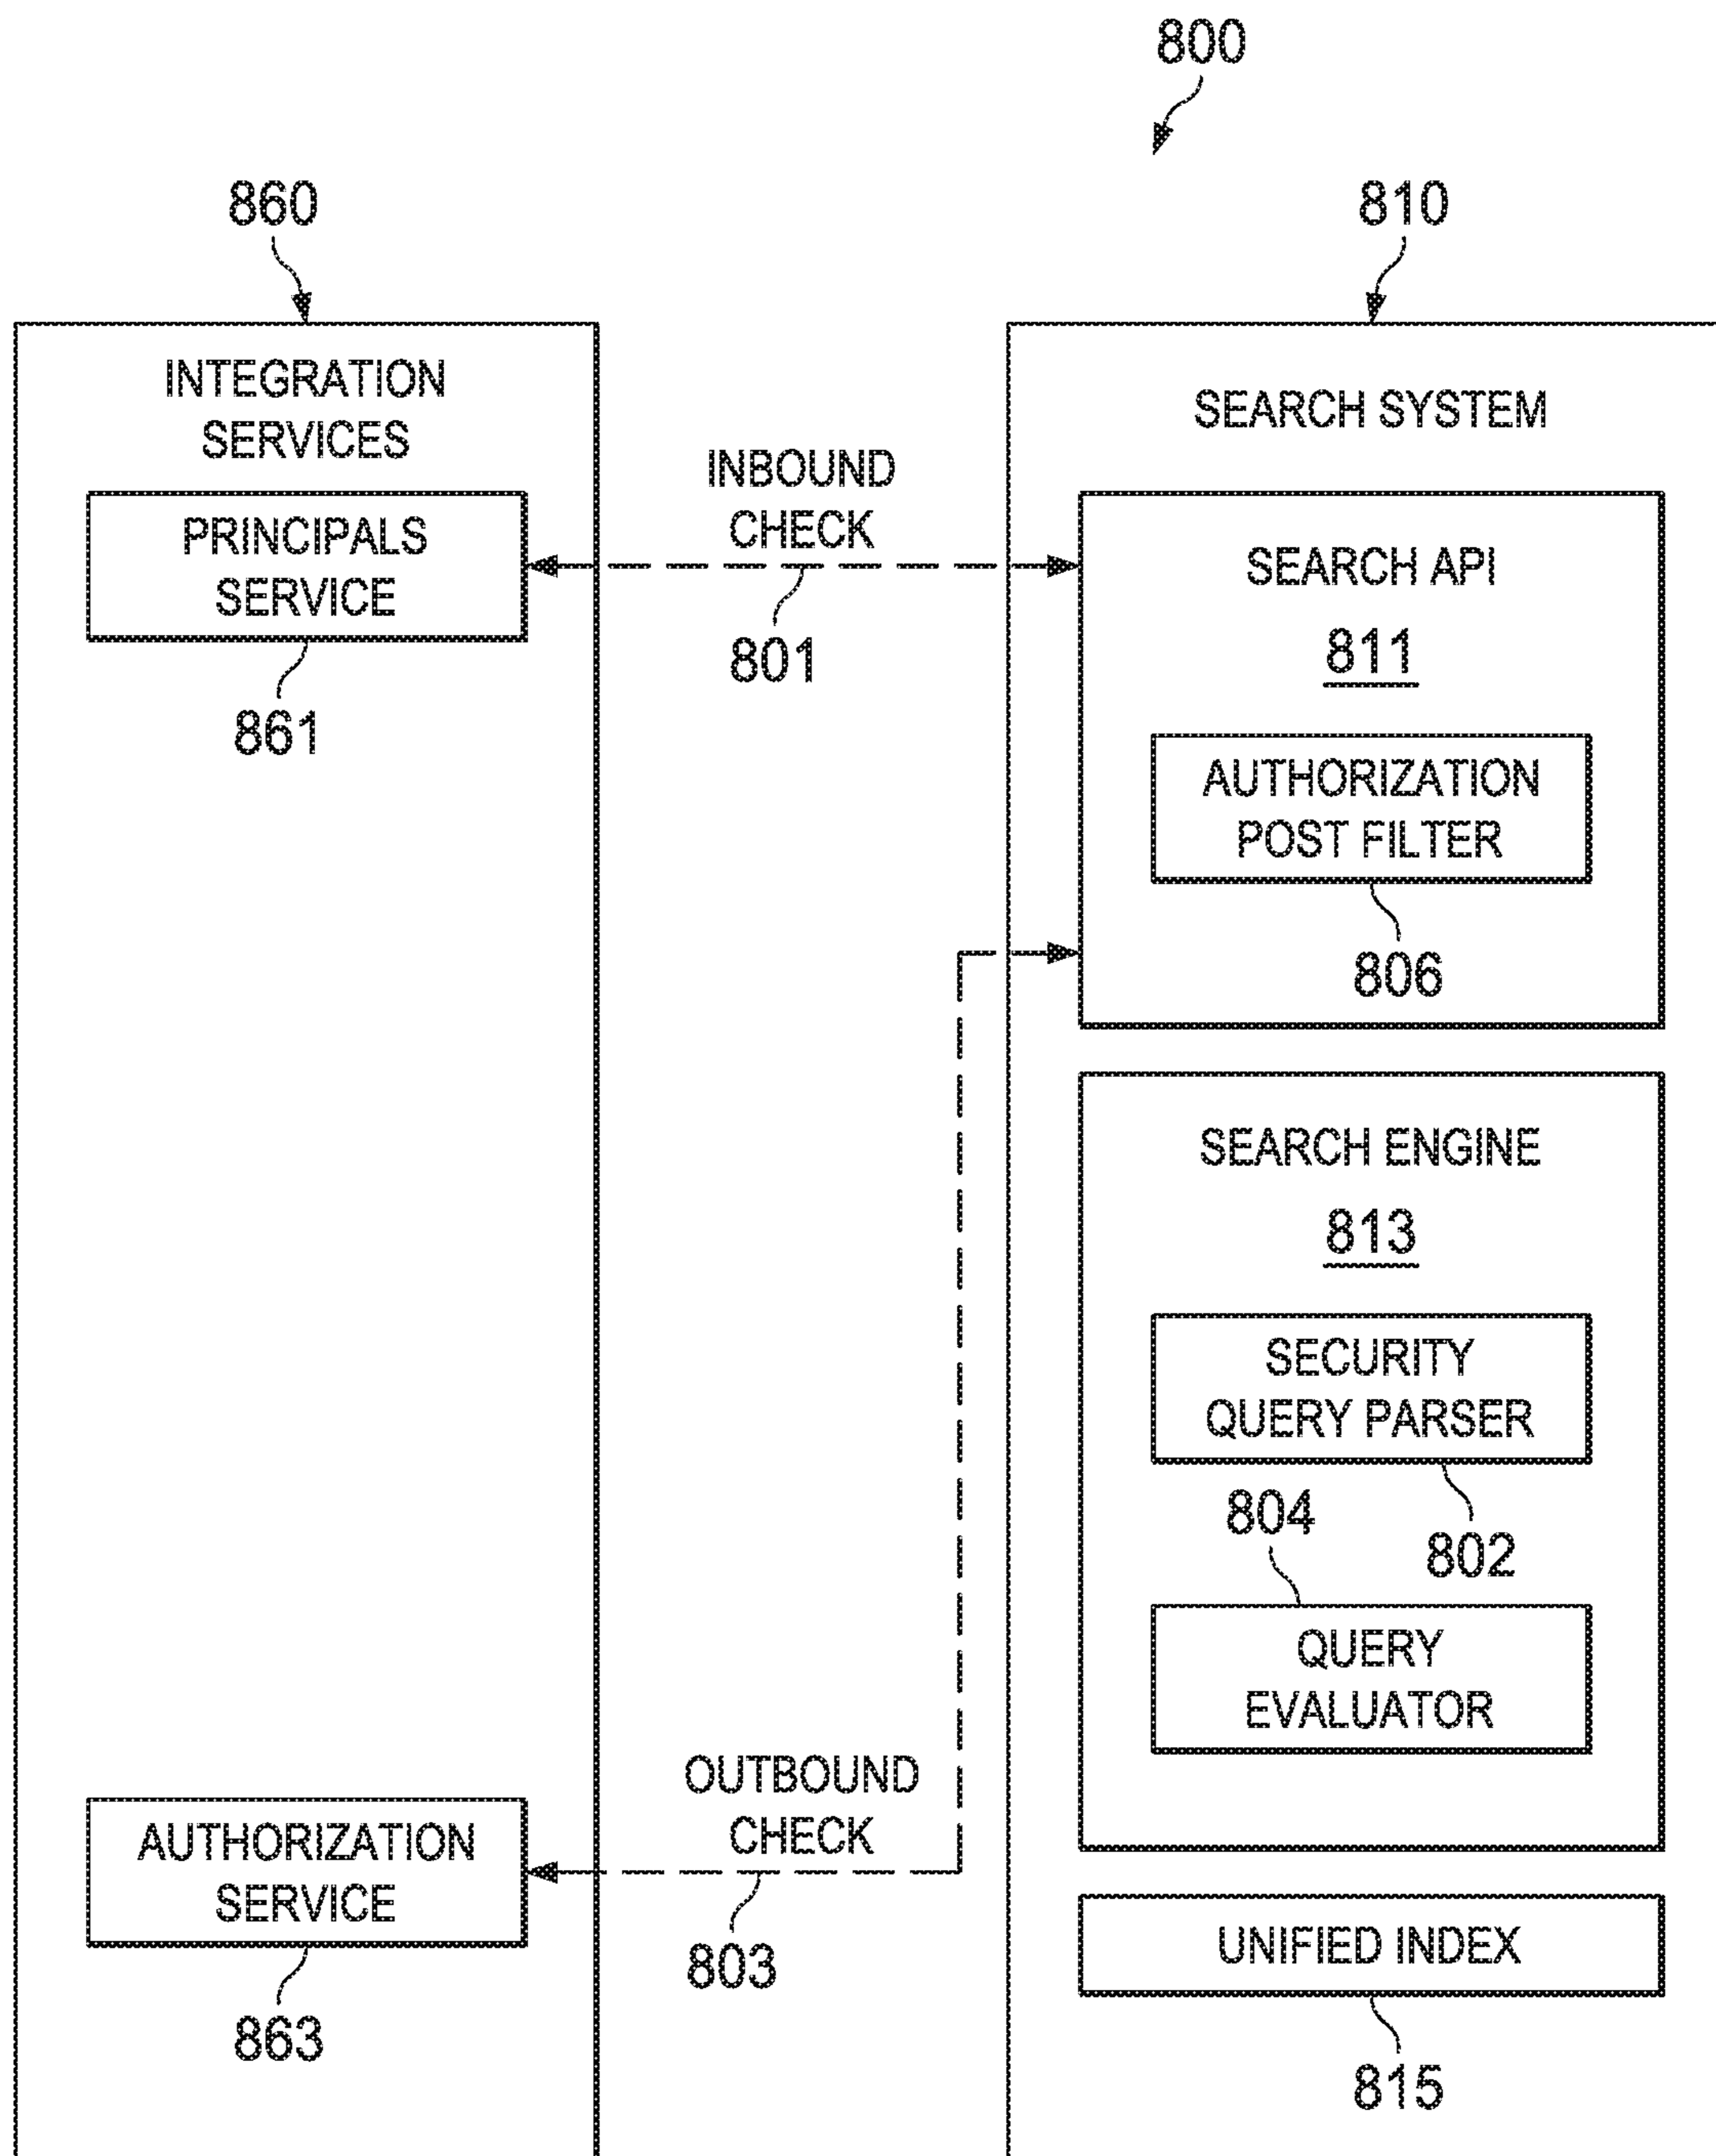 800
860
810
INTEGRATION
SERVICES
PRINCIPALS
SERVICE
861
INBOUND
CHECK
801
SEARCH SYSTEM
SEARCH API
811
AUTHORIZATION
POST FILTER
806
SEARCH ENGINE
813
SECURITY
QUERY PARSER
802
804
QUERY
EVALUATOR
OUTBOUND
CHECK
803
AUTHORIZATION
SERVICE
863
UNIFIED INDEX
815